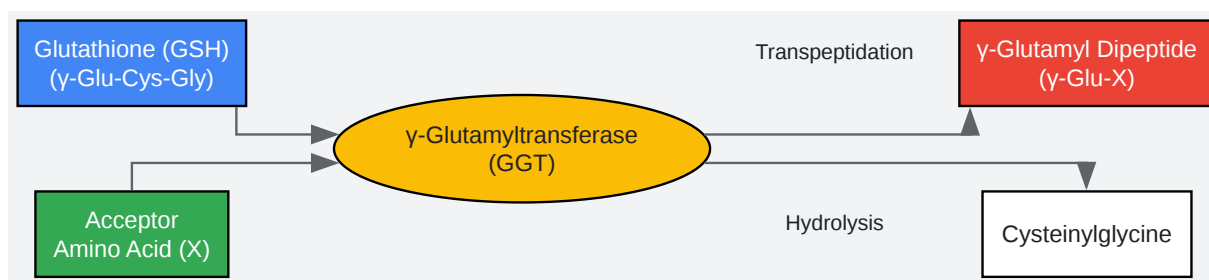 Glutathione (GSH)
(γ-Glu-Cys-Gly)
Transpeptidation
γ-Glutamyl Dipeptide
(γ-Glu-X)
γ-Glutamyltransferase
(GGT)
Acceptor
Amino Acid (X)
Hydrolysis
Cysteinylglycine